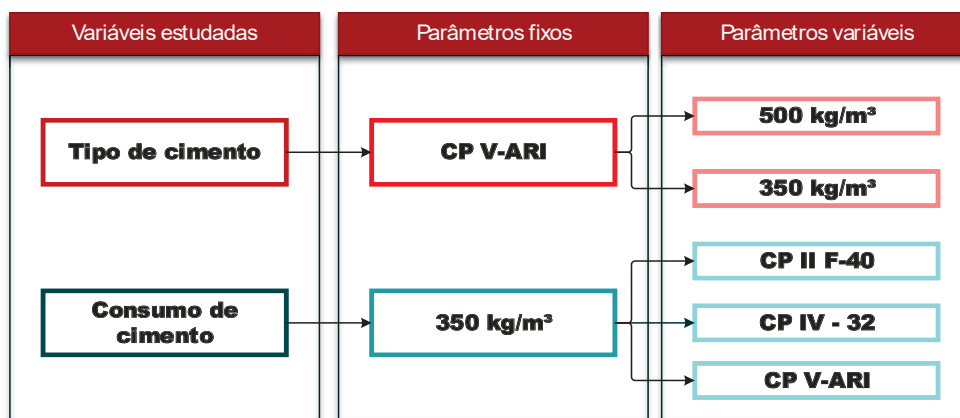 Variáveis estudadas
Parâmetros fixos
Parâmetros variáveis
Tipo de cimento
CP V-ARI
500 kg/m³
350 kg/m³
Consumo de
cimento
350 kg/m³
CP II F-40
CP IV - 32
CP V-ARI